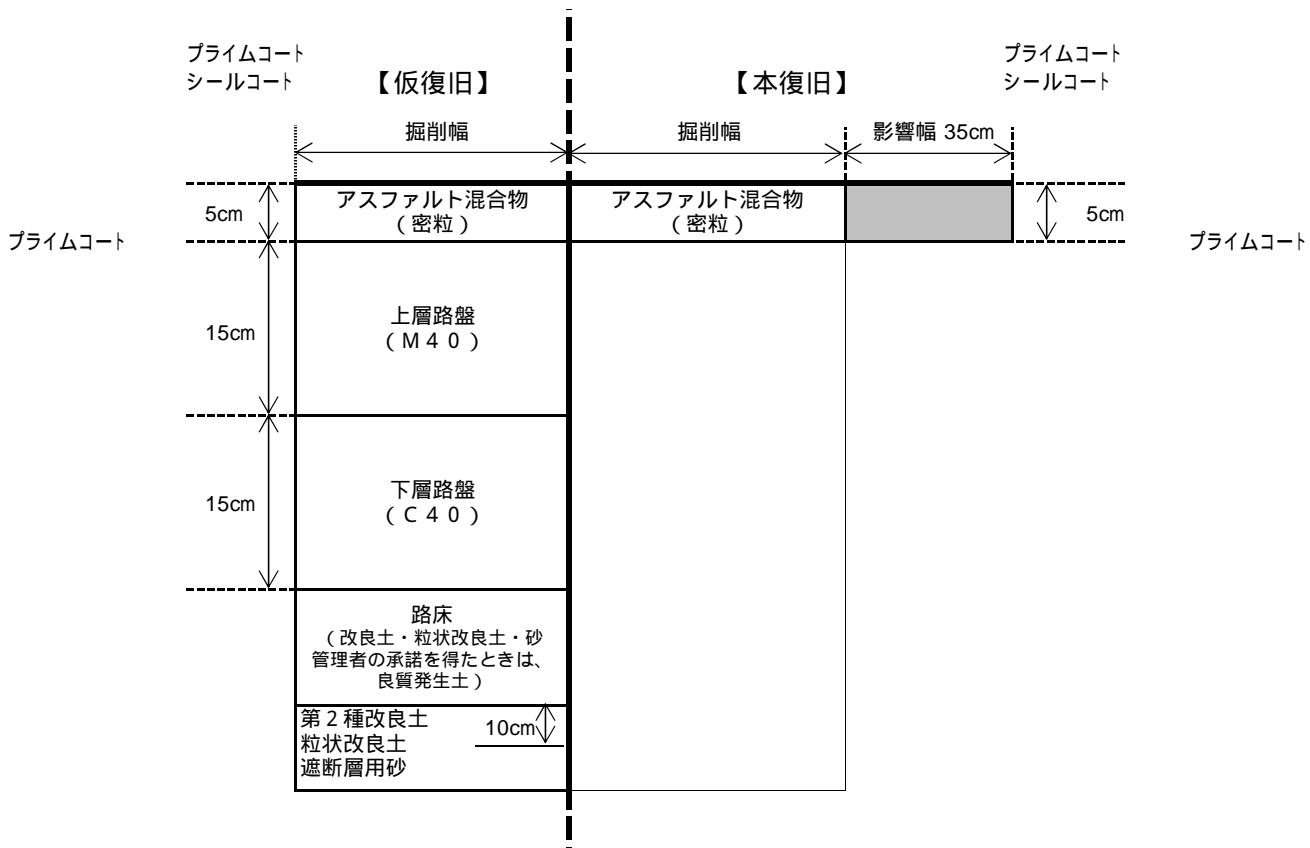 プライムコート
シールコート
【仮復旧】
【本復旧】
プライムコート
シールコート
掘削幅
掘削幅
影響幅 35cm
5cm
アスファルト混合物
（密粒）
アスファルト混合物
（密粒）
5cm
プライムコート
プライムコート
15cm
上層路盤
（Ｍ４０）
15cm
下層路盤
（Ｃ４０）
路床
（改良土・粒状改良土・砂
管理者の承諾を得たときは、
良質発生土）
第２種改良土
粒状改良土
遮断層用砂
10cm